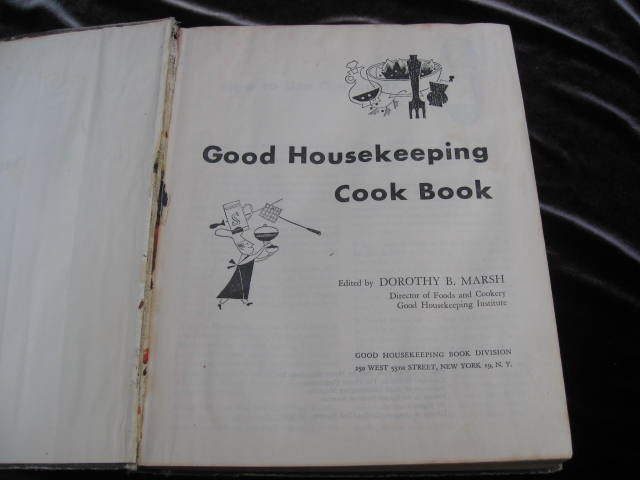 Good Housekeeping
Cook Book
Edited by DOROTHY B. MARSH
Director of Foods and Cookery
Good Housekeeping Institute
GOOD HOUSEKEEPING BOOK DIVISION
250 WEST 55TH STREET, NEW YORK 19, N. Y.